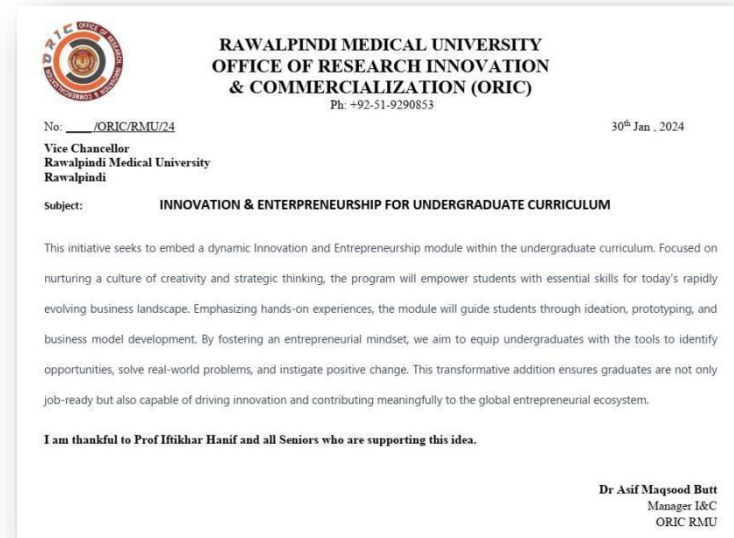 ORIC OFFICE OF RESEARCH INNOVATION & COMMERCIALIZATION
RAWALPINDI MEDICAL UNIVERSITY
OFFICE OF RESEARCH INNOVATION
& COMMERCIALIZATION (ORIC)
Ph: +92-51-9290853
No: ____/ORIC/RMU/24 30th Jan , 2024
Vice Chancellor
Rawalpindi Medical University
Rawalpindi
Subject: INNOVATION & ENTERPRENEURSHIP FOR UNDERGRADUATE CURRICULUM
This initiative seeks to embed a dynamic Innovation and Entrepreneurship module within the undergraduate curriculum. Focused on
nurturing a culture of creativity and strategic thinking, the program will empower students with essential skills for today's rapidly
evolving business landscape. Emphasizing hands-on experiences, the module will guide students through ideation, prototyping, and
business model development. By fostering an entrepreneurial mindset, we aim to equip undergraduates with the tools to identify
opportunities, solve real-world problems, and instigate positive change. This transformative addition ensures graduates are not only
job-ready but also capable of driving innovation and contributing meaningfully to the global entrepreneurial ecosystem.
I am thankful to Prof Iftikhar Hanif and all Seniors who are supporting this idea.
Dr Asif Maqsood Butt
Manager I&C
ORIC RMU